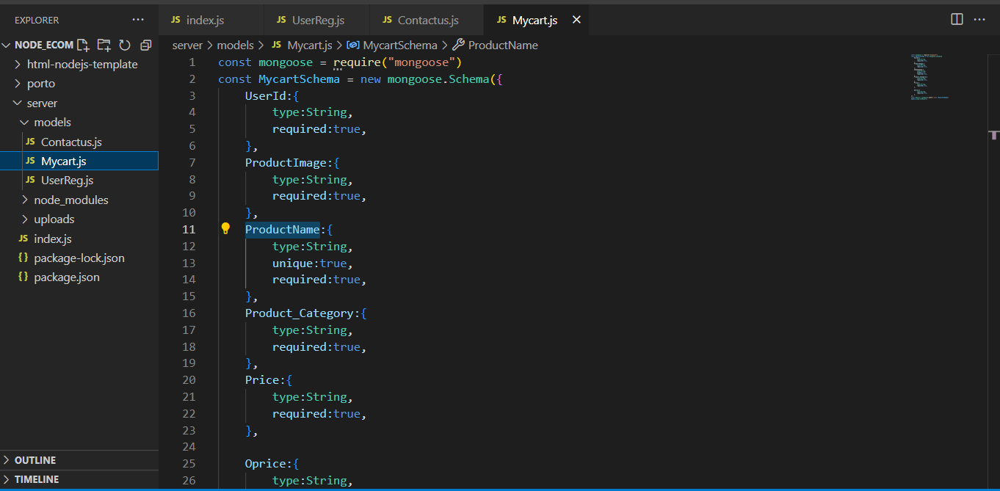 EXPLORER
NODE_ECOM
html-nodejs-template
porto
server
models
JS Contactus.js
JS Mycart.js
JS UserReg.js
node_modules
uploads
JS index.js
{} package-lock.json
{} package.json
OUTLINE
TIMELINE
JS index.js JS UserReg.js JS Contactus.js JS Mycart.js
server > models > JS Mycart.js > MycartSchema > ProductName
1 const mongoose = require("mongoose")
2 const MycartSchema = new mongoose.Schema({
3 UserId:{
4 type:String,
5 required:true,
6 },
7 ProductImage:{
8 type:String,
9 required:true,
10 },
11 ProductName:{
12 type:String,
13 unique:true,
14 required:true,
15 },
16 Product_Category:{
17 type:String,
18 required:true,
19 },
20 Price:{
21 type:String,
22 required:true,
23 },
24
25 Oprice:{
26 type:String,